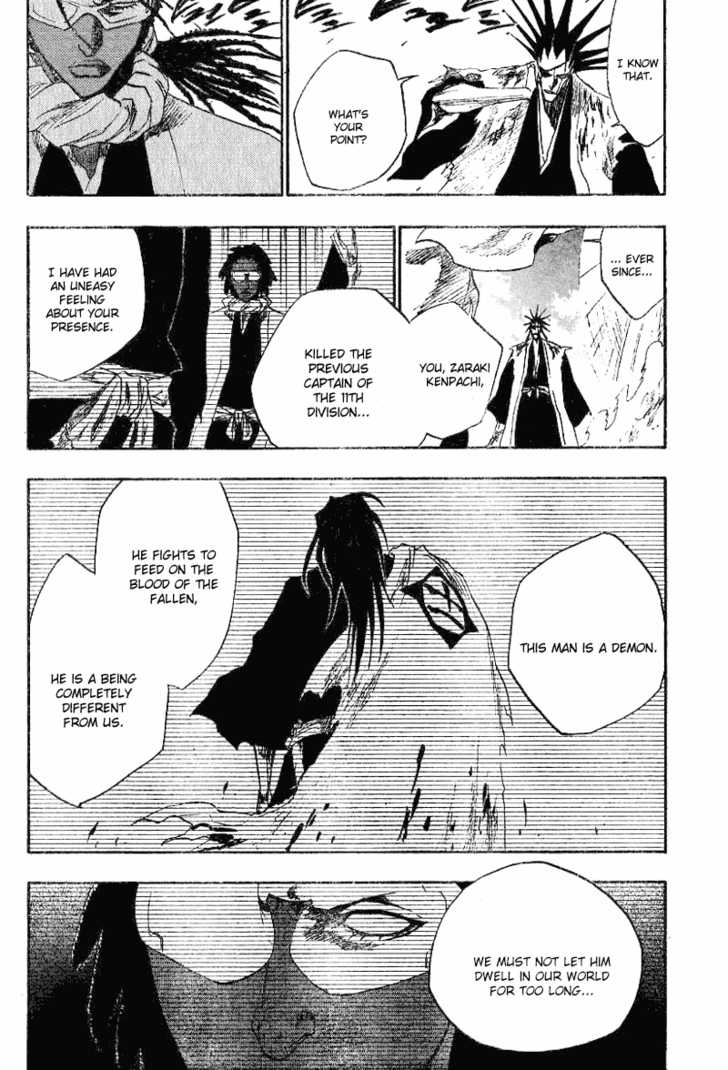 I KNOW
THAT.
WHAT'S
YOUR
POINT?
... EVER
SINCE...
YOU, ZARAKI
KENPACHI,
KILLED THE
PREVIOUS
CAPTAIN OF
THE 11TH
DIVISION...
I HAVE HAD
AN UNEASY
FEELING
ABOUT YOUR
PRESENCE.
THIS MAN IS A DEMON.
HE FIGHTS TO
FEED ON THE
BLOOD OF THE
FALLEN,
HE IS A BEING
COMPLETELY
DIFFERENT
FROM US.
WE MUST NOT LET HIM
DWELL IN OUR WORLD
FOR TOO LONG...